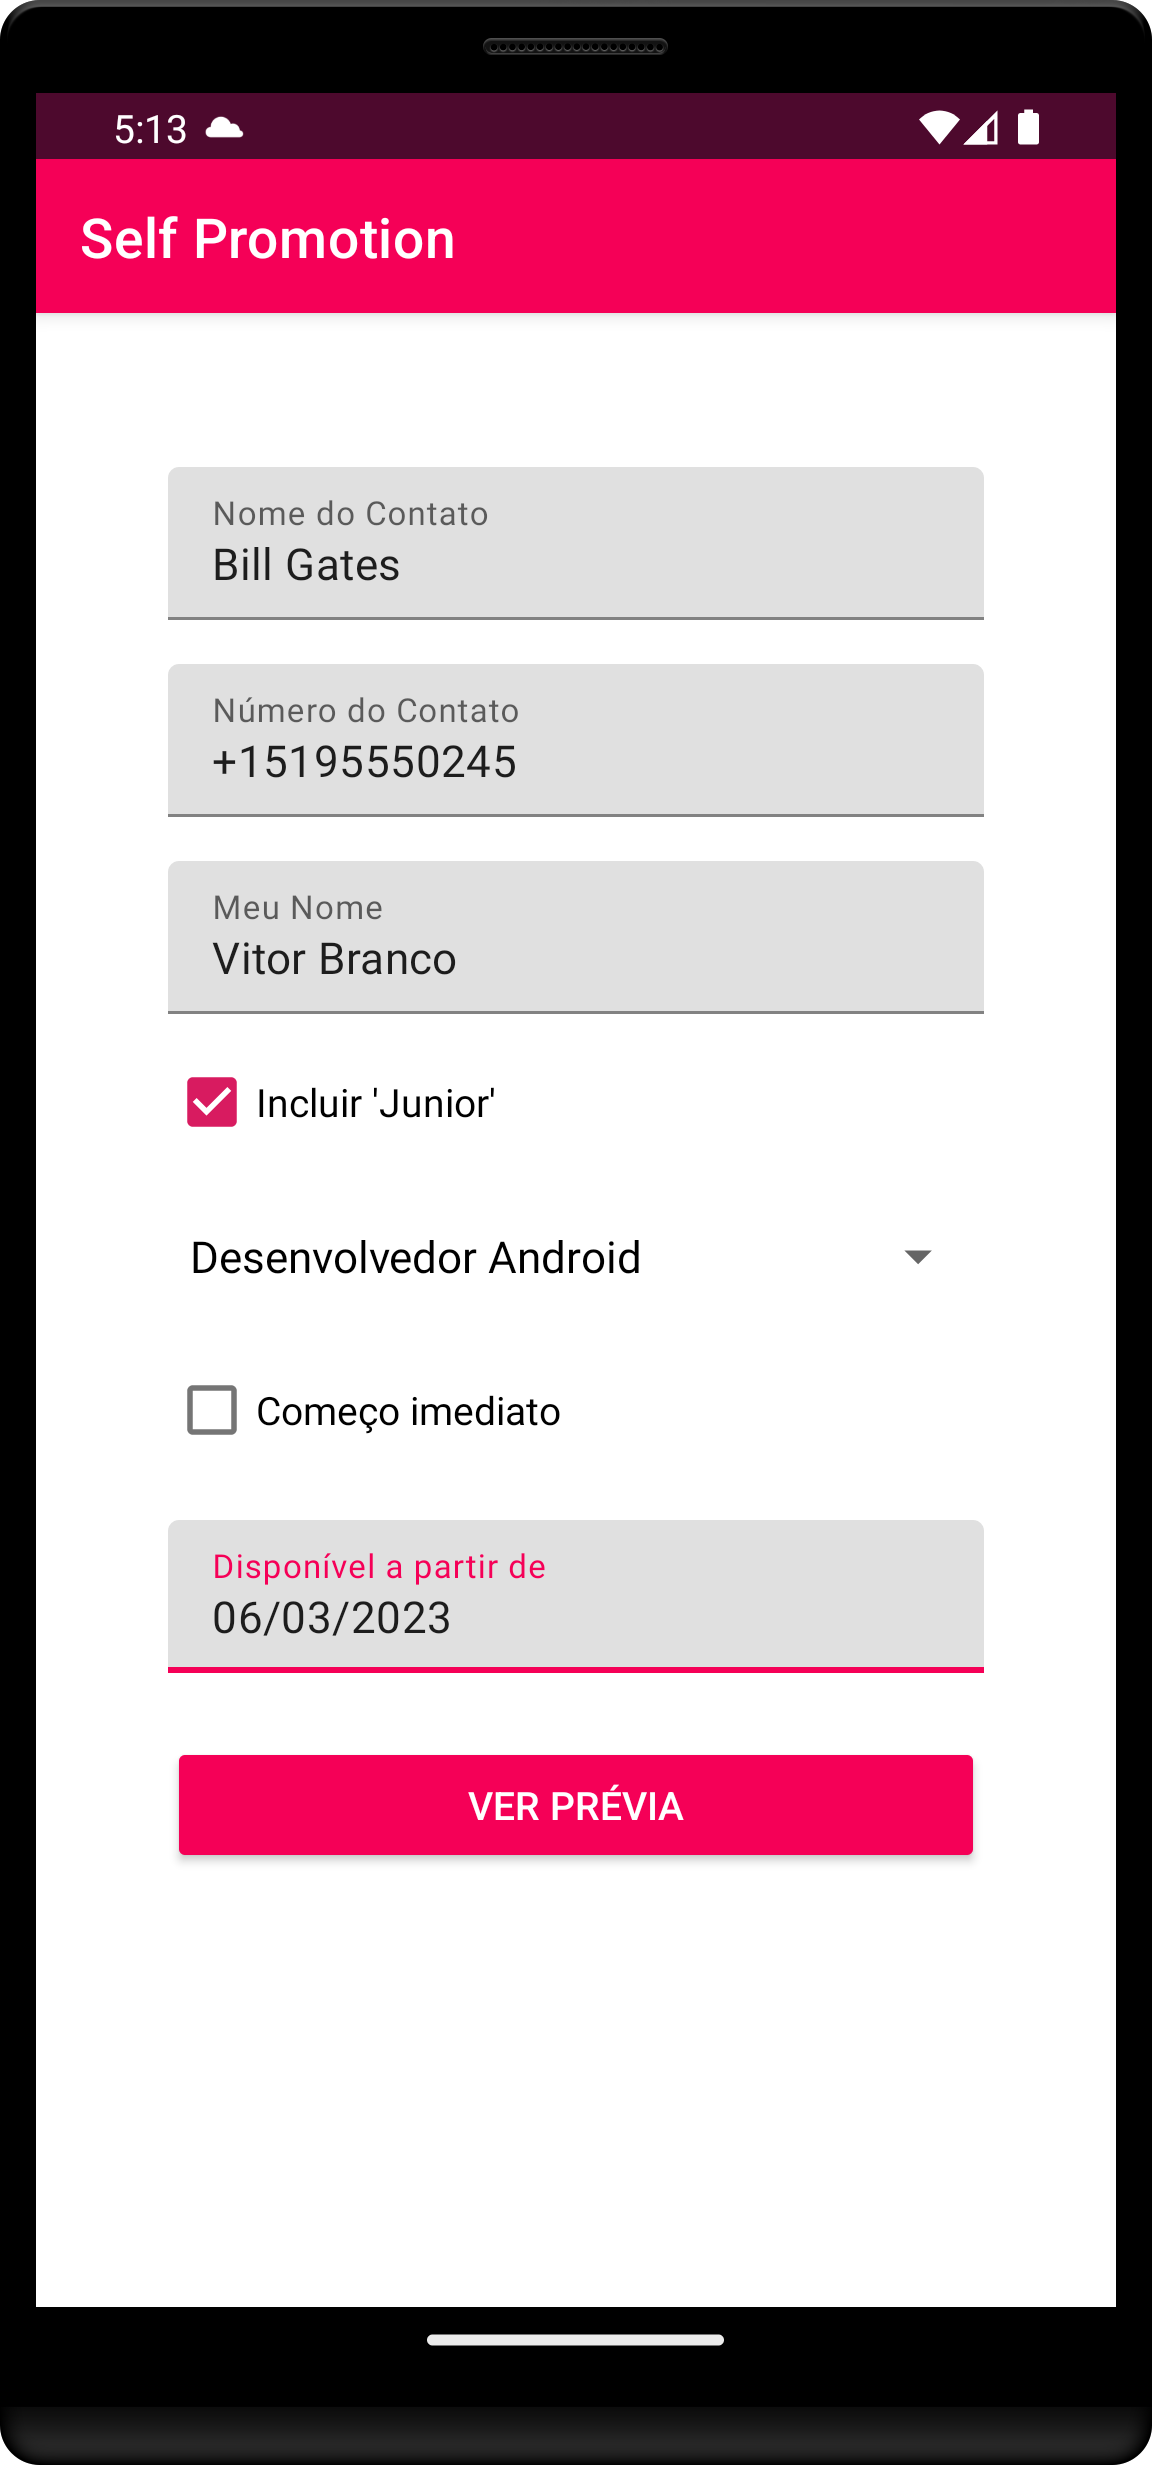 5:13
Self Promotion
Nome do Contato
Bill Gates
Número do Contato
+15195550245
Meu Nome
Vitor Branco
Incluir 'Junior'
Desenvolvedor Android
Começo imediato
Disponível a partir de
06/03/2023
VER PRÉVIA